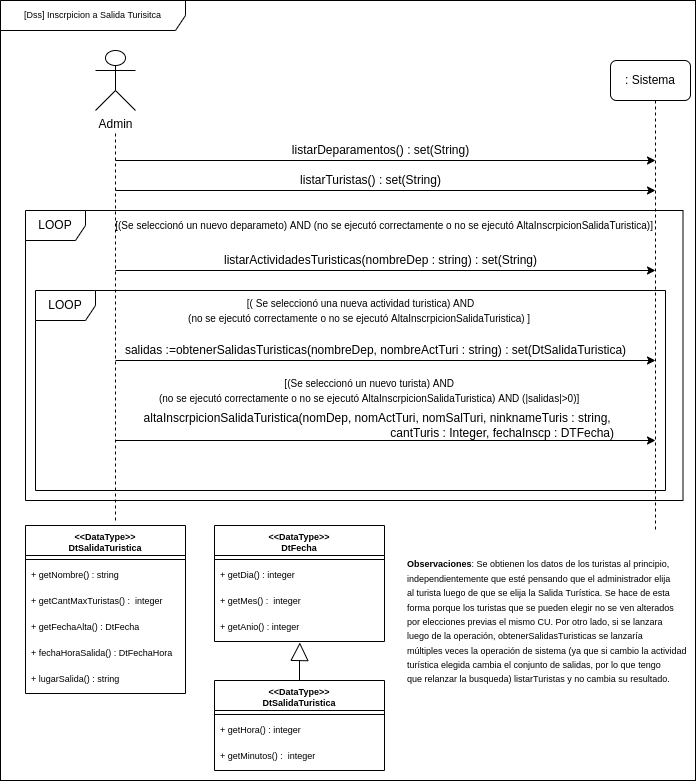 [Dss] Inscrpicion a Salida Turisitca
Admin
: Sistema
listarDeparamentos() : set(String)
listarTuristas() : set(String)
LOOP
[(Se seleccionó un nuevo deparameto) AND (no se ejecutó correctamente o no se ejecutó AltaInscrpicionSalidaTuristica)]
listarActividadesTuristicas(nombreDep : string) : set(String)
LOOP
[( Se seleccionó una nueva actividad turistica) AND
(no se ejecutó correctamente o no se ejecutó AltaInscrpicionSalidaTuristica) ]
salidas :=obtenerSalidasTuristicas(nombreDep, nombreActTuri : string) : set(DtSalidaTuristica)
[(Se seleccionó un nuevo turista) AND
(no se ejecutó correctamente o no se ejecutó AltaInscrpicionSalidaTuristica) AND (|salidas|>0)]
altaInscrpicionSalidaTuristica(nomDep, nomActTuri, nomSalTuri, ninknameTuris : string,
cantTuris : Integer, fechaInscp : DTFecha)
<<DataType>>
DtSalidaTuristica
+ getNombre() : string
+ getCantMaxTuristas() :  integer
+ getFechaAlta() : DtFecha
+ fechaHoraSalida() : DtFechaHora
+ lugarSalida() : string
<<DataType>>
DtFecha
+ getDia() : integer
+ getMes() :  integer
+ getAnio() : integer
<<DataType>>
DtSalidaTuristica
+ getHora() : integer
+ getMinutos() :  integer
Observaciones: Se obtienen los datos de los turistas al principio,
independientemente que esté pensando que el administrador elija
al turista luego de que se elija la Salida Turística. Se hace de esta
forma porque los turistas que se pueden elegir no se ven alterados
por elecciones previas el mismo CU. Por otro lado, si se lanzara
luego de la operación, obtenerSalidasTuristicas se lanzaría
múltiples veces la operación de sistema (ya que si cambio la actividad
turística elegida cambia el conjunto de salidas, por lo que tengo
que relanzar la busqueda) listarTuristas y no cambia su resultado.